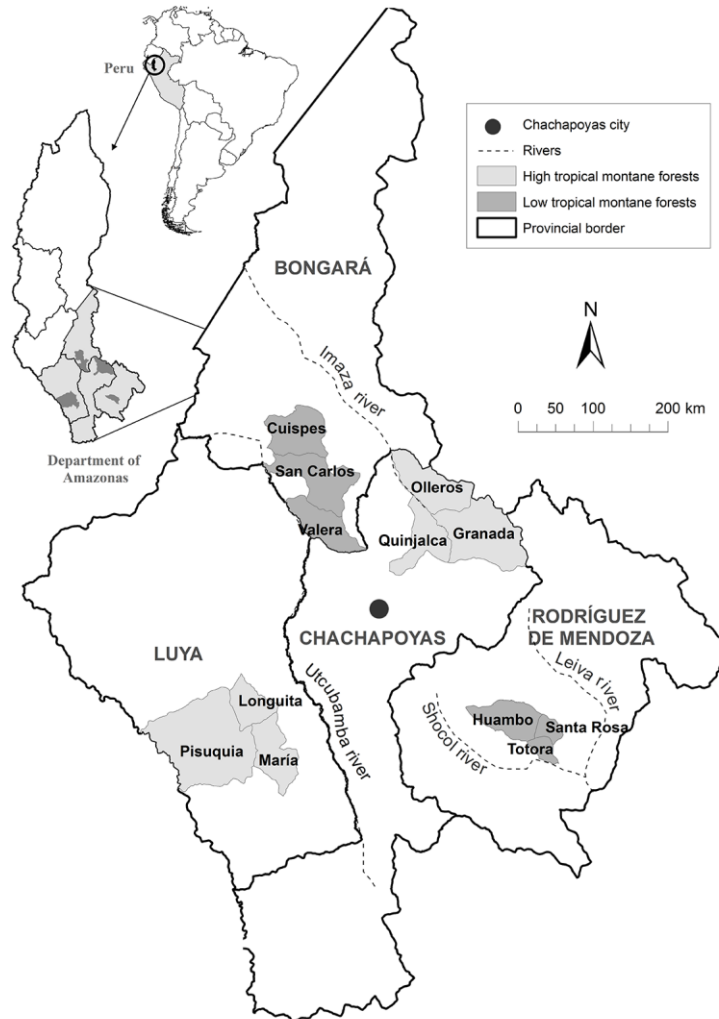 Peru
Chachapoyas city
Rivers
High tropical montane forests
Low tropical montane forests
Provincial border
BONGARÁ
N
Imaza river
0 50 100 200 km
Cuispes
Department of
Amazonas
San Carlos
Olleros
Valera
Quinjalca
Granada
CHACHAPOYAS
RODRÍGUEZ
DE MENDOZA
LUYA
Leiva river
Utcubamba river
Shocol river
Longuita
Huambo
Santa Rosa
Pisuquia
María
Totora